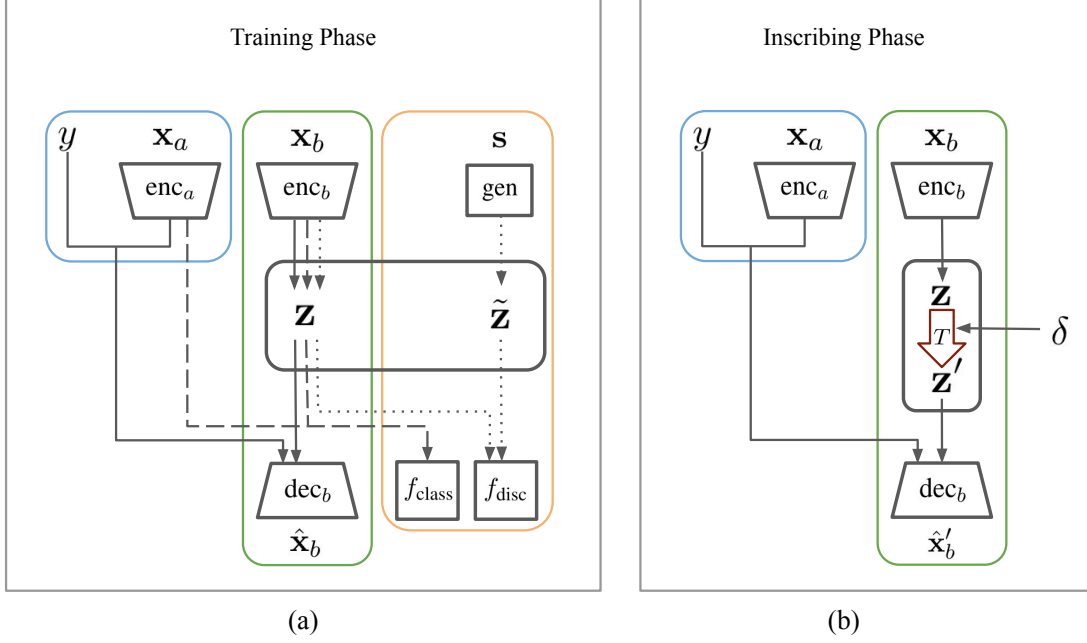 Training Phase
y x_a x_b s
enc_a enc_b gen
z z̃
f_class f_disc
dec_b
x̂_b
(a)
Inscribing Phase
y x_a x_b
enc_a enc_b
z
T δ
z′
dec_b
x̂′_b
(b)